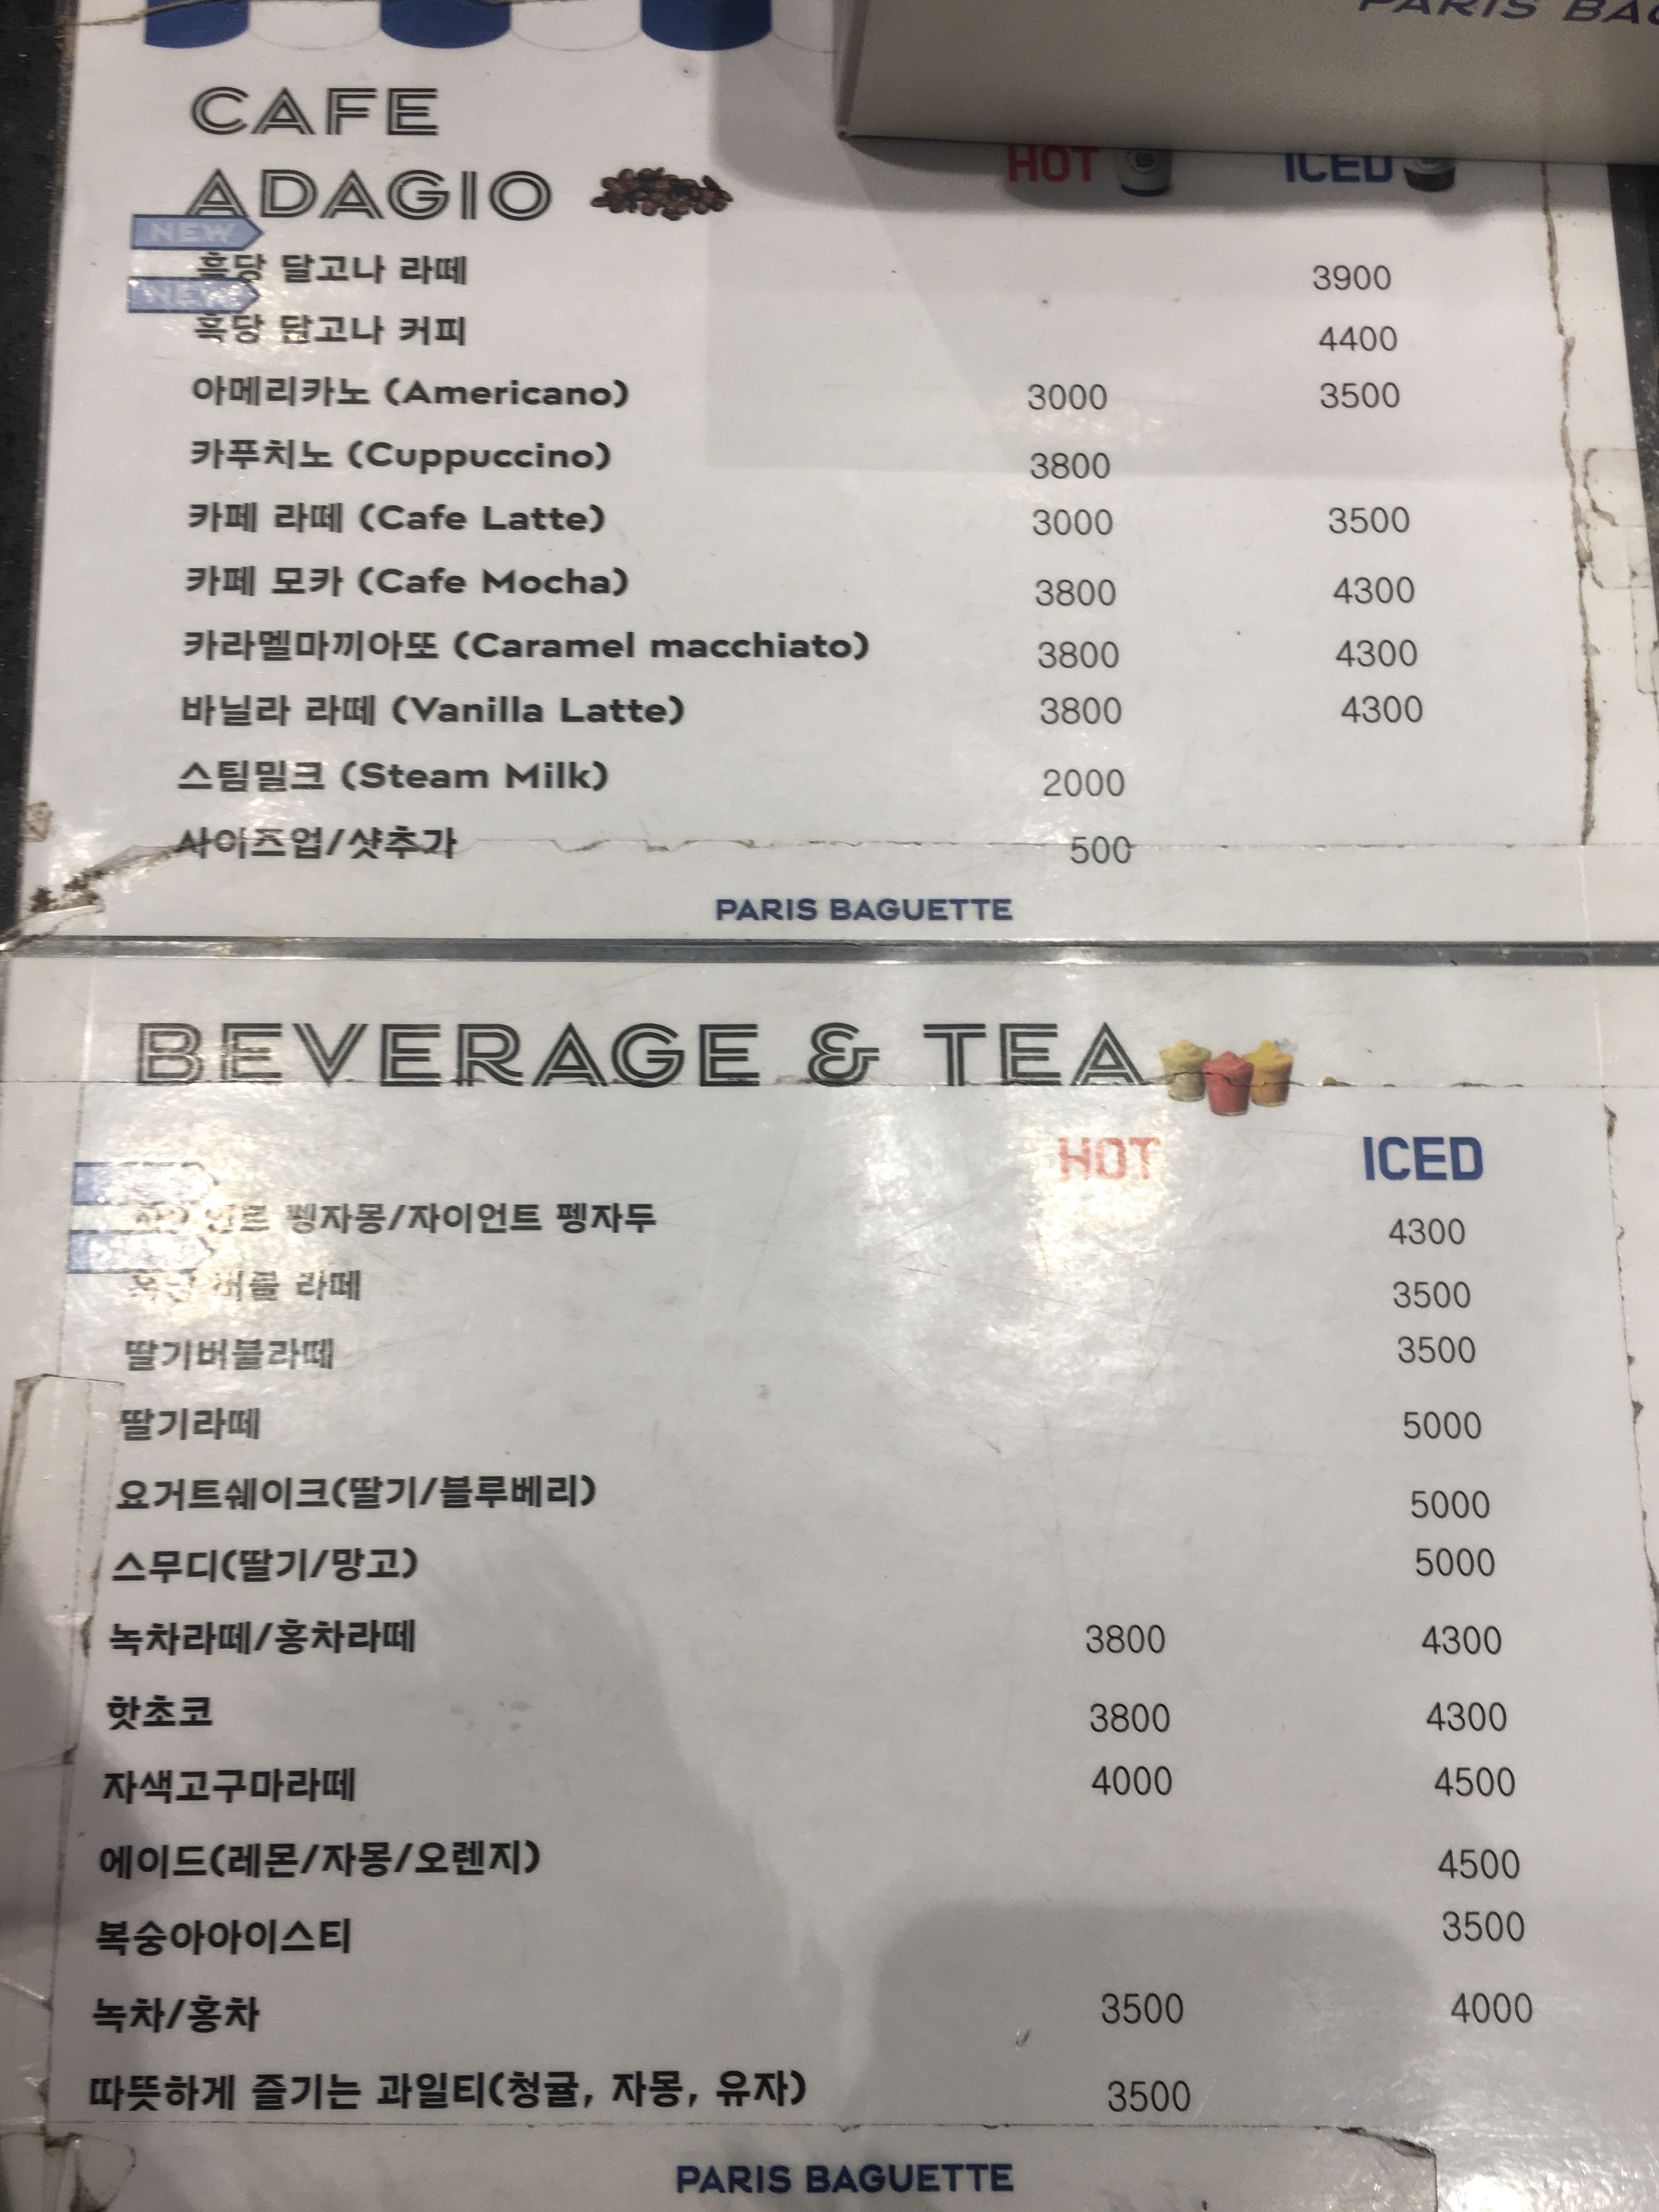 PARIS BAG
CAFE
ADAGIO
HOT ICED
NEW
흑당 달고나 라떼 3900
NEW
흑당 달고나 커피 4400
아메리카노 (Americano) 3000 3500
카푸치노 (Cuppuccino) 3800
카페 라떼 (Cafe Latte) 3000 3500
카페 모카 (Cafe Mocha) 3800 4300
카라멜마끼아또 (Caramel macchiato) 3800 4300
바닐라 라떼 (Vanilla Latte) 3800 4300
스팀밀크 (Steam Milk) 2000
사이즈업/샷추가 500
PARIS BAGUETTE
BEVERAGE & TEA
HOT ICED
펭자몽/자이언트 펭자두 4300
버블 라떼 3500
딸기버블라떼 3500
딸기라떼 5000
요거트쉐이크(딸기/블루베리) 5000
스무디(딸기/망고) 5000
녹차라떼/홍차라떼 3800 4300
핫초코 3800 4300
자색고구마라떼 4000 4500
에이드(레몬/자몽/오렌지) 4500
복숭아아이스티 3500
녹차/홍차 3500 4000
따뜻하게 즐기는 과일티(청귤, 자몽, 유자) 3500
PARIS BAGUETTE